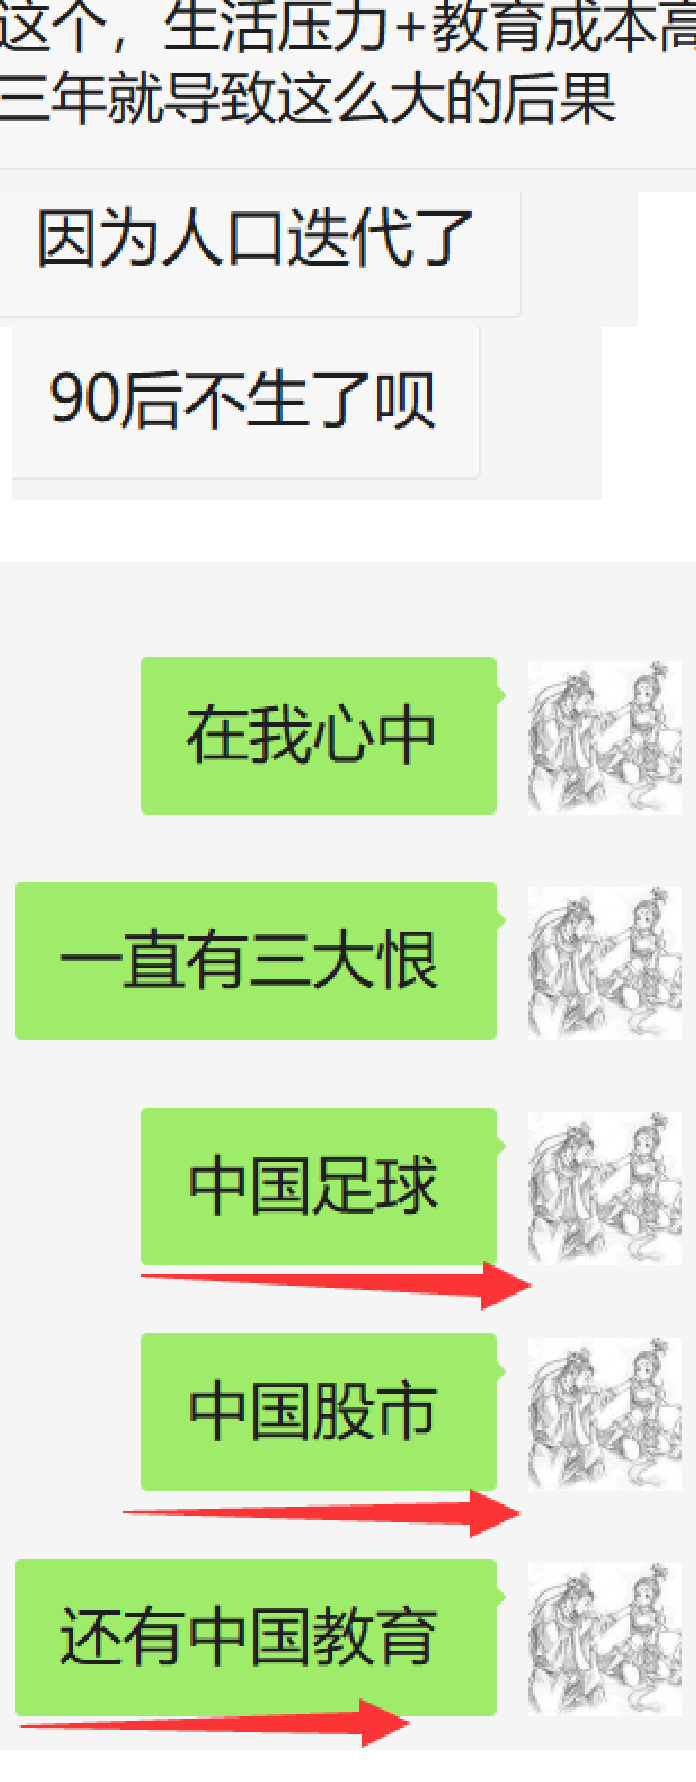 这个，生活压力+教育成本高
三年就导致这么大的后果
因为人口迭代了
90后不生了呗
在我心中
一直有三大恨
中国足球
中国股市
还有中国教育